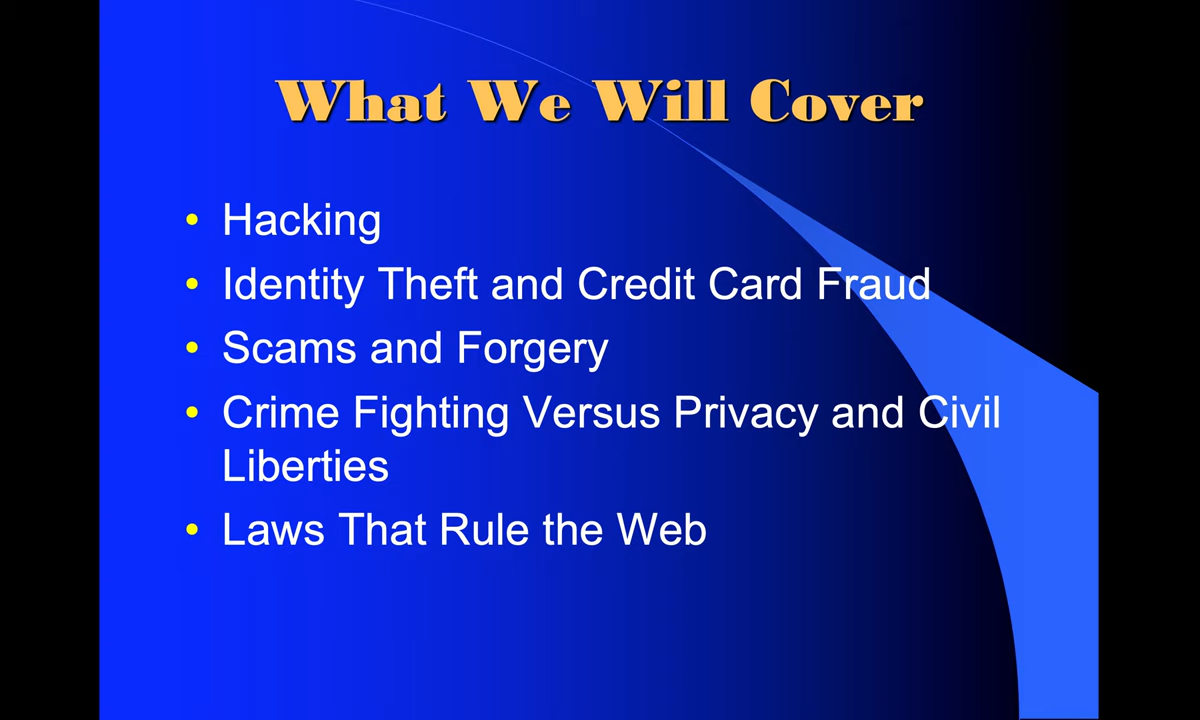 What We Will Cover
• Hacking
• Identity Theft and Credit Card Fraud
• Scams and Forgery
• Crime Fighting Versus Privacy and Civil
Liberties
• Laws That Rule the Web